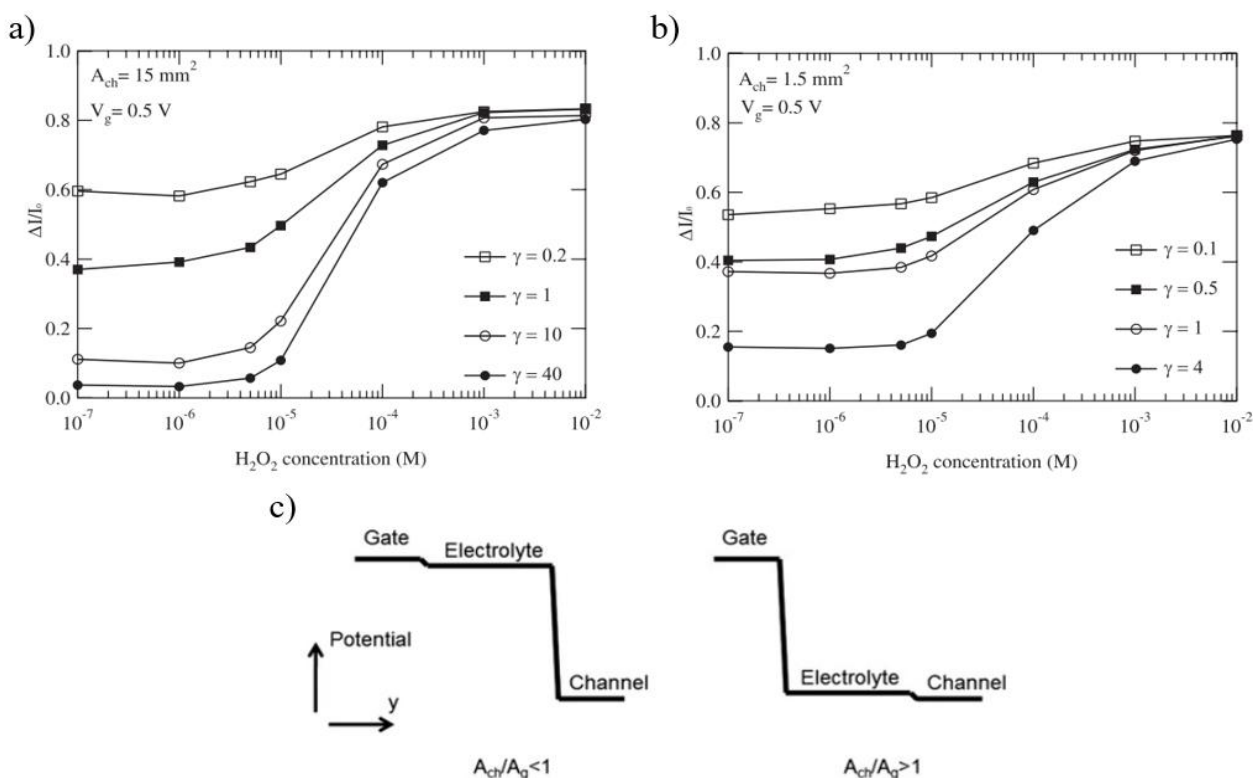 a)
1.0
0.8
0.6
0.4
0.2
0.0
A_ch= 15 mm²
V_g= 0.5 V
ΔI/I₀
γ = 0.2
γ = 1
γ = 10
γ = 40
10⁻⁷ 10⁻⁶ 10⁻⁵ 10⁻⁴ 10⁻³ 10⁻²
H₂O₂ concentration (M)
b)
1.0
0.8
0.6
0.4
0.2
0.0
A_ch= 1.5 mm²
V_g= 0.5 V
ΔI/I₀
γ = 0.1
γ = 0.5
γ = 1
γ = 4
10⁻⁷ 10⁻⁶ 10⁻⁵ 10⁻⁴ 10⁻³ 10⁻²
H₂O₂ concentration (M)
c)
Gate
Electrolyte
Channel
Potential
y
A_ch/A_g<1
Gate
Electrolyte
Channel
A_ch/A_g>1